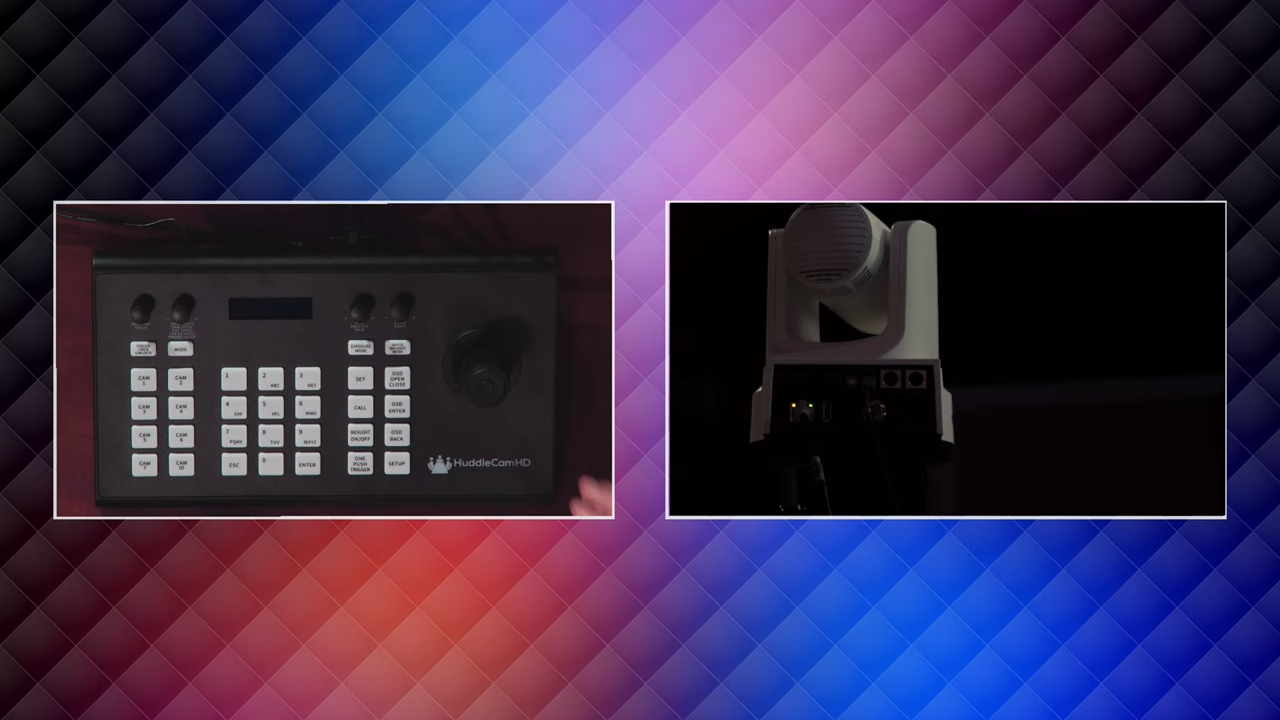 FOCUS LOCK UNLOCK
MODE
EXPOSURE MODE
WHITE BALANCE MODE
CAM 1
CAM 2
1
2 ABC
3 DEF
SET
OSD OPEN CLOSE
CAM 3
CAM 4
4 GHI
5 JKL
6 MNO
CALL
OSD ENTER
CAM 5
CAM 6
7 PQRS
8 TUV
9 WXYZ
ON/OFF
OSD BACK
CAM 7
CAM ID
ESC
0
ENTER
ONE PUSH TRIGGER
SETUP
HuddleCamHD